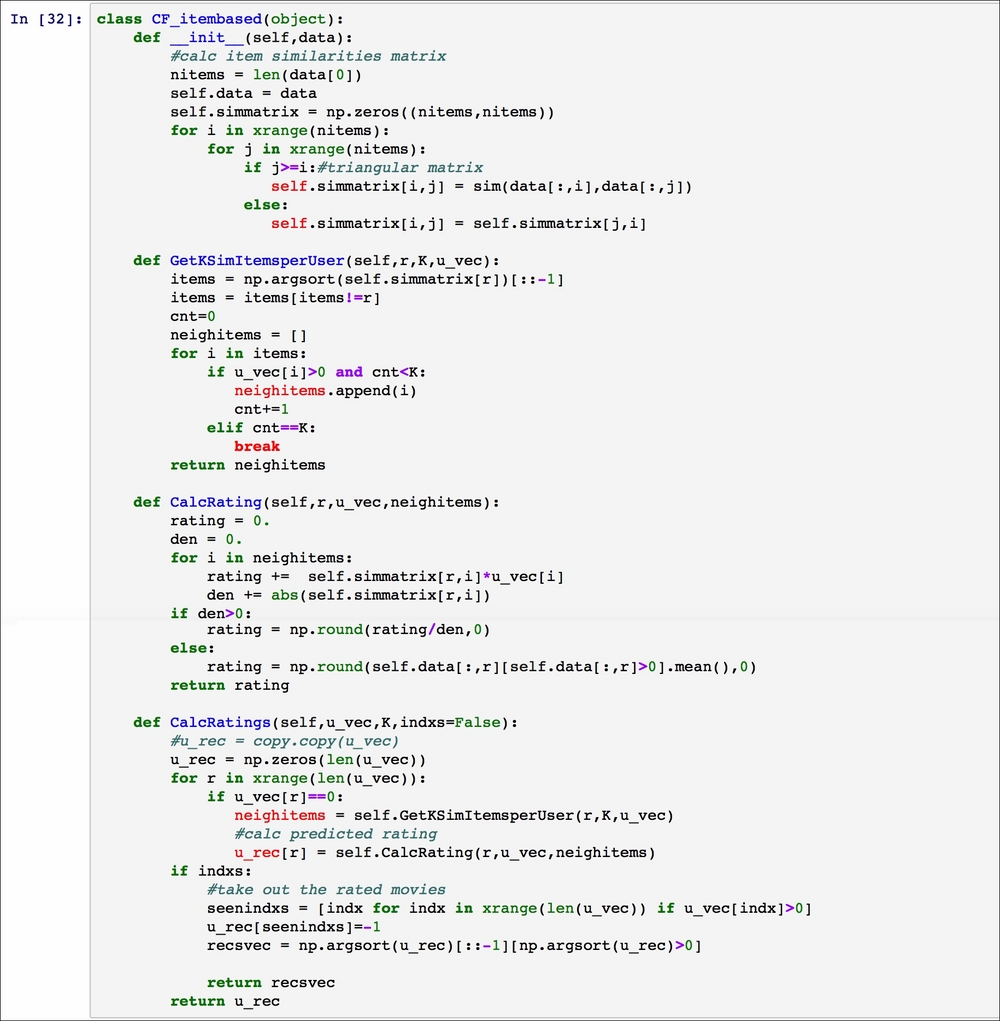 In [32]: class CF_itembased(object):
    def __init__(self,data):
        #calc item similarities matrix
        nitems = len(data[0])
        self.data = data
        self.simmatrix = np.zeros((nitems,nitems))
        for i in xrange(nitems):
            for j in xrange(nitems):
                if j>=i:#triangular matrix
                   self.simmatrix[i,j] = sim(data[:,i],data[:,j])
                else:
                   self.simmatrix[i,j] = self.simmatrix[j,i]

    def GetKSimItemsperUser(self,r,K,u_vec):
        items = np.argsort(self.simmatrix[r])[::-1]
        items = items[items!=r]
        cnt=0
        neighitems = []
        for i in items:
            if u_vec[i]>0 and cnt<K:
               neighitems.append(i)
               cnt+=1
            elif cnt==K:
               break
        return neighitems

    def CalcRating(self,r,u_vec,neighitems):
        rating = 0.
        den = 0.
        for i in neighitems:
            rating +=  self.simmatrix[r,i]*u_vec[i]
            den += abs(self.simmatrix[r,i])
        if den>0:
            rating = np.round(rating/den,0)
        else:
            rating = np.round(self.data[:,r][self.data[:,r]>0].mean(),0)
        return rating

    def CalcRatings(self,u_vec,K,indxs=False):
        #u_rec = copy.copy(u_vec)
        u_rec = np.zeros(len(u_vec))
        for r in xrange(len(u_vec)):
            if u_vec[r]==0:
               neighitems = self.GetKSimItemsperUser(r,K,u_vec)
               #calc predicted rating
               u_rec[r] = self.CalcRating(r,u_vec,neighitems)
        if indxs:
            #take out the rated movies
            seenindxs = [indx for indx in xrange(len(u_vec)) if u_vec[indx]>0]
            u_rec[seenindxs]=-1
            recsvec = np.argsort(u_rec)[::-1][np.argsort(u_rec)>0]

            return recsvec
        return u_rec